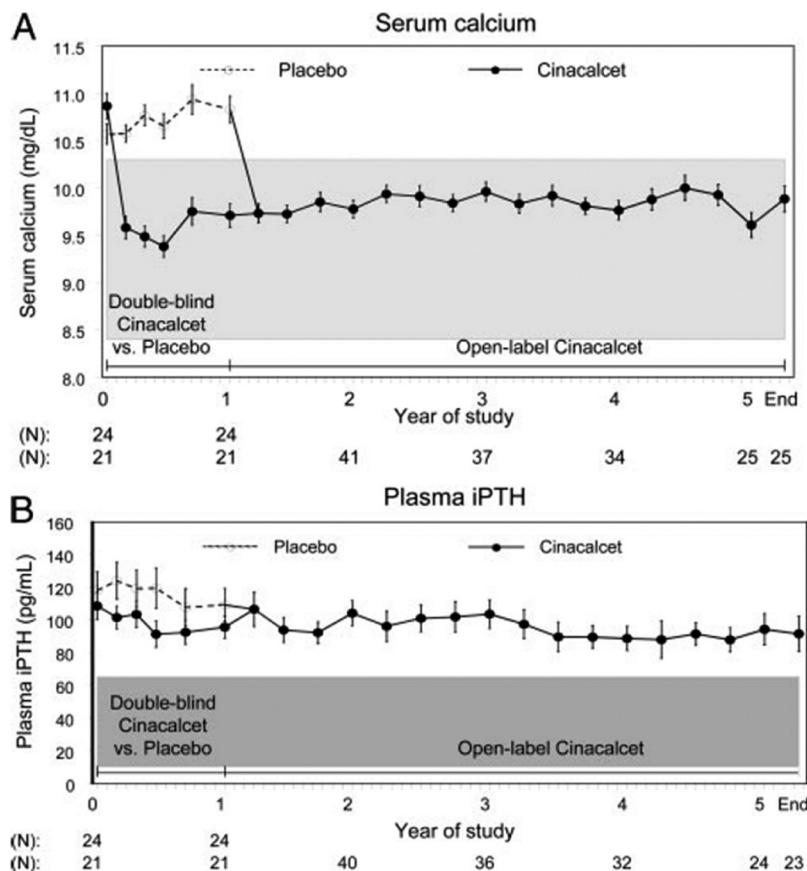 A
Serum calcium
Placebo
Cinacalcet
Serum calcium (mg/dL)
11.5
11.0
10.5
10.0
9.5
9.0
8.5
8.0
Double-blind
Cinacalcet
vs. Placebo
Open-label Cinacalcet
0 1 2 3 4 5 End
Year of study
(N): 24 24
(N): 21 21 41 37 34 25 25
B
Plasma iPTH
Placebo
Cinacalcet
Plasma iPTH (pg/mL)
160
140
120
100
80
60
40
20
0
Double-blind
Cinacalcet
vs. Placebo
Open-label Cinacalcet
0 1 2 3 4 5 End
Year of study
(N): 24 24
(N): 21 21 40 36 32 24 23